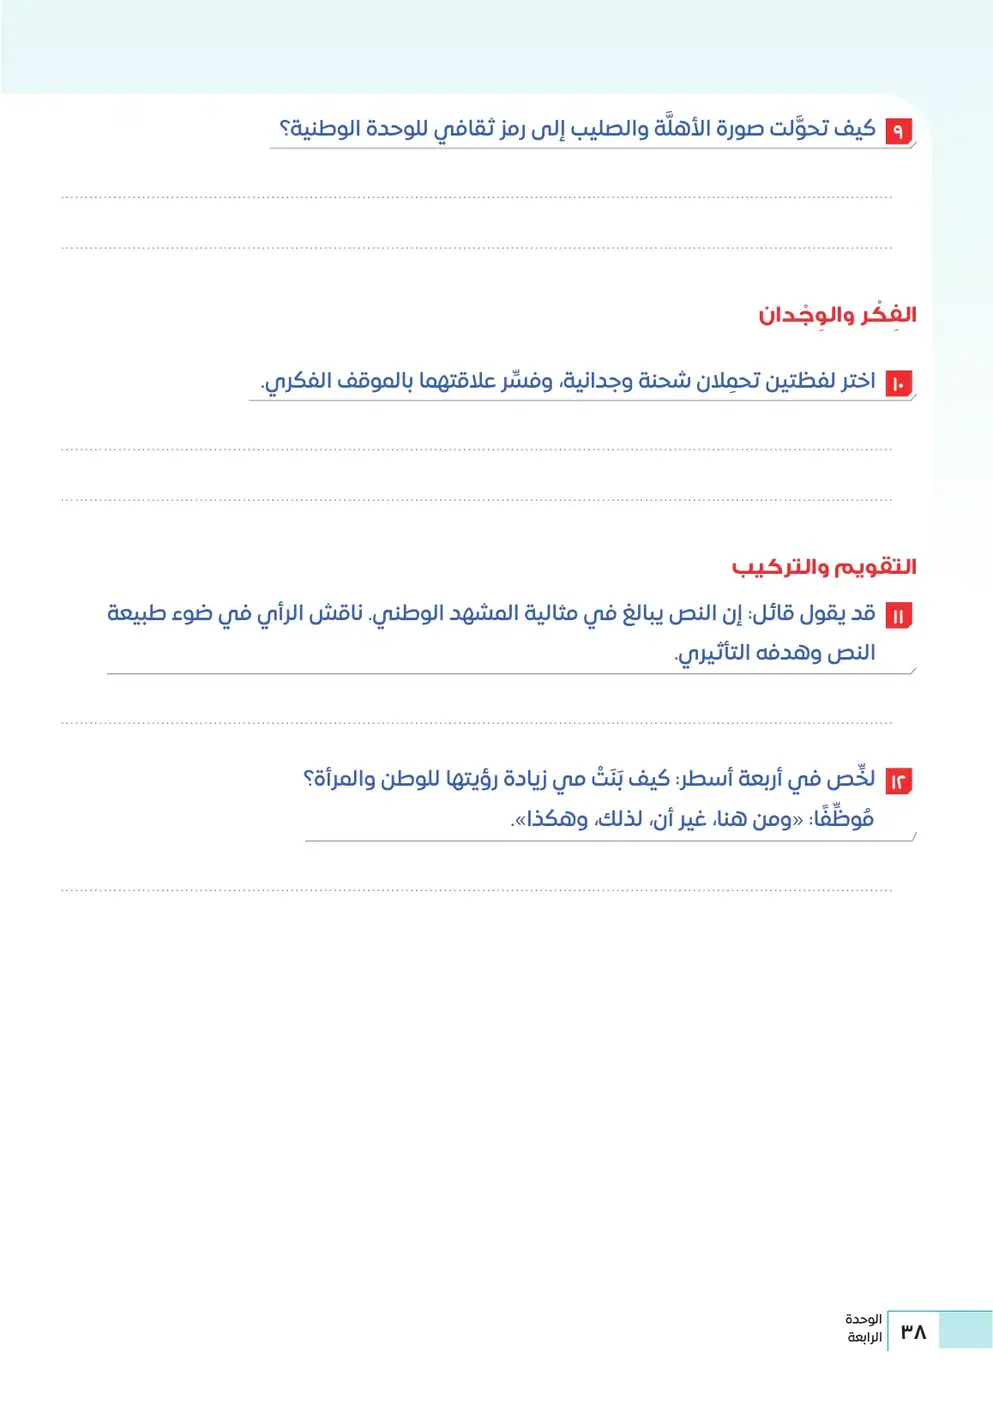 ٩ كيف تحوَّلت صورة الأهلَّة والصليب إلى رمز ثقافي للوحدة الوطنية؟
الفِكْر والوِجْدان
١٠ اختر لفظتين تحمِلان شحنة وجدانية، وفسِّر علاقتهما بالموقف الفكري.
التقويم والتركيب
١١ قد يقول قائل: إن النص يبالغ في مثالية المشهد الوطني. ناقش الرأي في ضوء طبيعة
النص وهدفه التأثيري.
١٢ لخِّص في أربعة أسطر: كيف بَنَتْ مي زيادة رؤيتها للوطن والمرأة؟
مُوظِّفًا: «ومن هنا، غير أن، لذلك، وهكذا».
الوحدة
الرابعة
٣٨